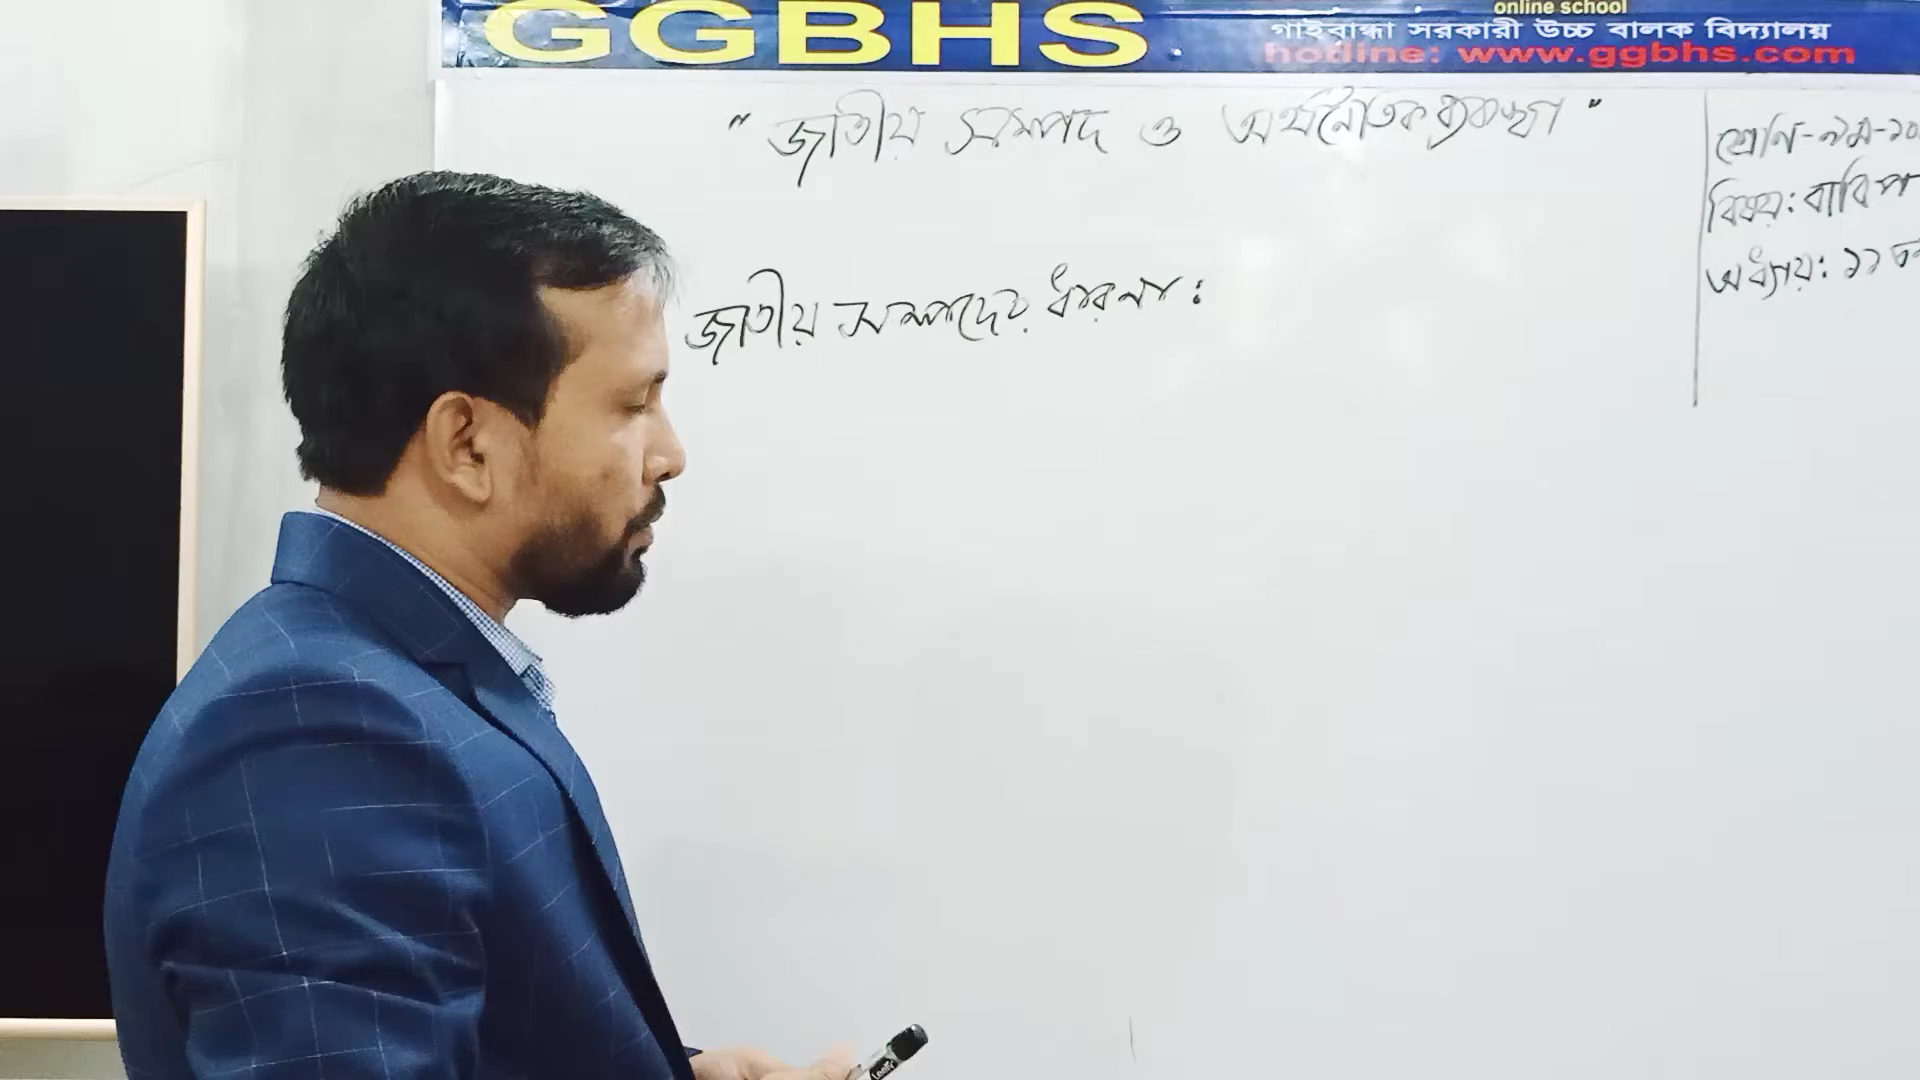 GGBHS
online school
গাইবান্ধা সরকারী উচ্চ বালক বিদ্যালয়
hotline: www.ggbhs.com
"জাতীয় সম্পদ ও অর্থনৈতিক ব্যবস্থা"
শ্রেণি-৯ম-১০
বিষয়: বাবিপ
অধ্যায়: ১১
জাতীয় সম্পদের ধারনা: